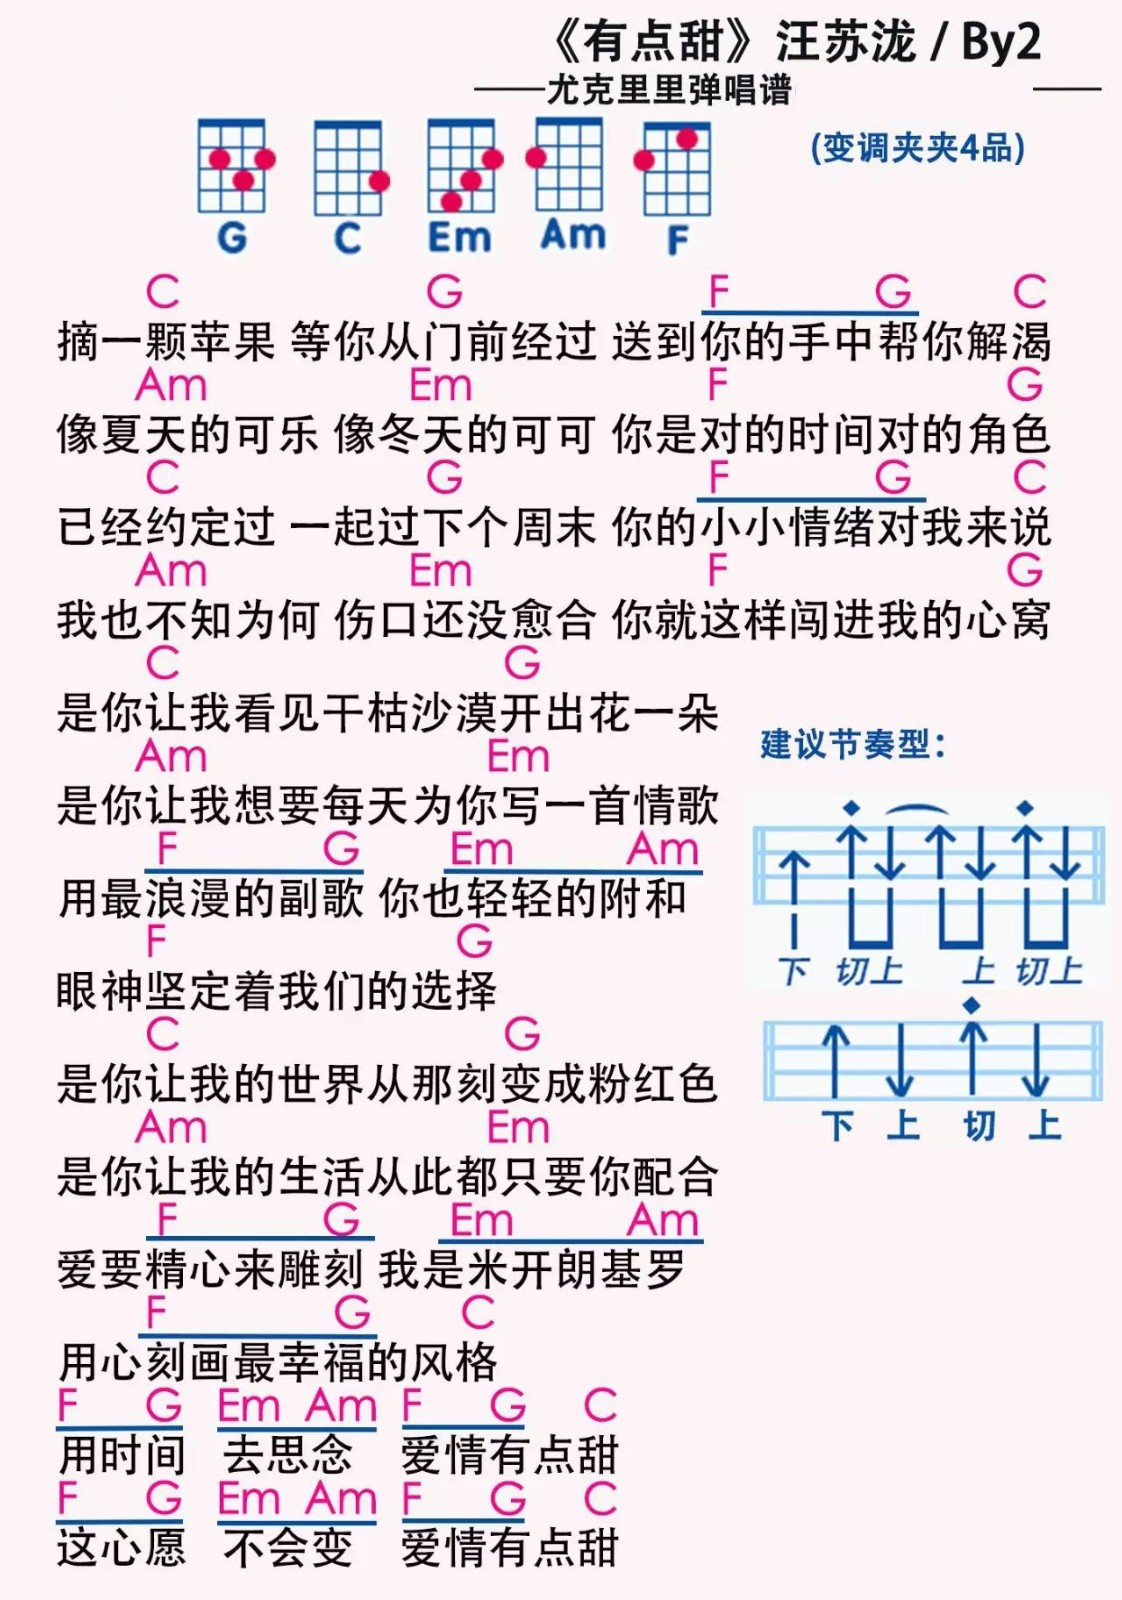 《有点甜》汪苏泷 / By2
——尤克里里弹唱谱 ——
(变调夹夹4品)
G C Em Am F
C G F G C
摘一颗苹果 等你从门前经过 送到你的手中帮你解渴
Am Em F G
像夏天的可乐 像冬天的可可 你是对的时间对的角色
C G F G C
已经约定过 一起过下个周末 你的小小情绪对我来说
Am Em F G
我也不知为何 伤口还没愈合 你就这样闯进我的心窝
C G
是你让我看见干枯沙漠开出花一朵
Am Em
是你让我想要每天为你写一首情歌
F G Em Am
用最浪漫的副歌 你也轻轻的附和
F G
眼神坚定着我们的选择
C G
是你让我的世界从那刻变成粉红色
Am Em
是你让我的生活从此都只要你配合
F G Em Am
爱要精心来雕刻 我是米开朗基罗
F G C
用心刻画最幸福的风格
F G Em Am F G C
用时间 去思念 爱情有点甜
F G Em Am F G C
这心愿 不会变 爱情有点甜
建议节奏型:
下 切上 上 切上
下 上 切 上